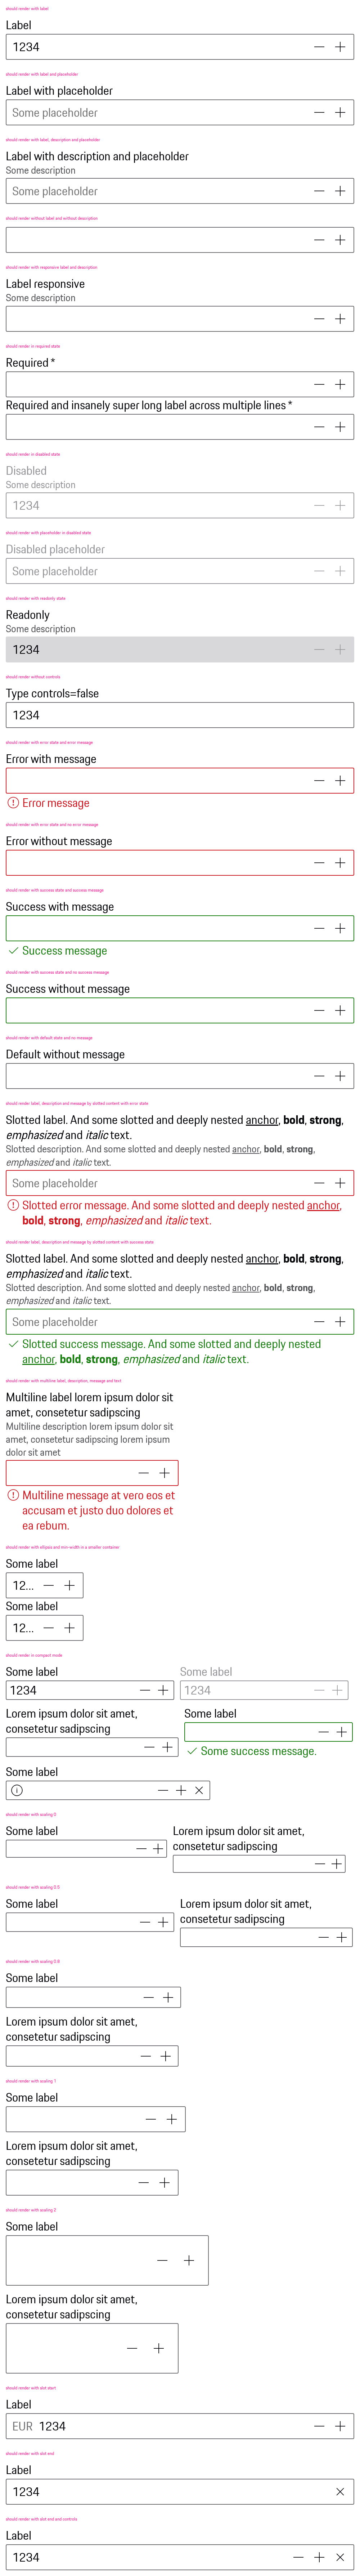 should render with label
Label
1234
should render with label and placeholder
Label with placeholder
Some placeholder
should render with label, description and placeholder
Label with description and placeholder
Some description
Some placeholder
should render without label and without description
should render with responsive label and description
Label responsive
Some description
should render in required state
Required *
Required and insanely super long label across multiple lines *
should render in disabled state
Disabled
Some description
1234
should render with placeholder in disabled state
Disabled placeholder
Some placeholder
should render with readonly state
Readonly
Some description
1234
should render without controls
Type controls=false
1234
should render with error state and error message
Error with message
Error message
should render with error state and no error message
Error without message
should render with success state and success message
Success with message
Success message
should render with success state and no success message
Success without message
should render with default state and no message
Default without message
should render label, description and message by slotted content with error state
Slotted label. And some slotted and deeply nested anchor, bold, strong,
emphasized and italic text.
Slotted description. And some slotted and deeply nested anchor, bold, strong,
emphasized and italic text.
Some placeholder
Slotted error message. And some slotted and deeply nested anchor,
bold, strong, emphasized and italic text.
should render label, description and message by slotted content with success state
Slotted label. And some slotted and deeply nested anchor, bold, strong,
emphasized and italic text.
Slotted description. And some slotted and deeply nested anchor, bold, strong,
emphasized and italic text.
Some placeholder
Slotted success message. And some slotted and deeply nested
anchor, bold, strong, emphasized and italic text.
should render with multiline label, description, message and text
Multiline label lorem ipsum dolor sit
amet, consetetur sadipscing
Multiline description lorem ipsum dolor sit
amet, consetetur sadipscing lorem ipsum
dolor sit amet
Multiline message at vero eos et
accusam et justo duo dolores et
ea rebum.
should render with ellipsis and min-width in a smaller container
Some label
12...
Some label
12...
should render in compact mode
Some label Some label
1234 1234
Lorem ipsum dolor sit amet, Some label
consetetur sadipscing
Some success message.
Some label
should render with scaling 0
Some label Lorem ipsum dolor sit amet,
consetetur sadipscing
should render with scaling 0.5
Some label Lorem ipsum dolor sit amet,
consetetur sadipscing
should render with scaling 0.8
Some label
Lorem ipsum dolor sit amet,
consetetur sadipscing
should render with scaling 1
Some label
Lorem ipsum dolor sit amet,
consetetur sadipscing
should render with scaling 2
Some label
Lorem ipsum dolor sit amet,
consetetur sadipscing
should render with slot start
Label
EUR 1234
should render with slot end
Label
1234
should render with slot end and controls
Label
1234